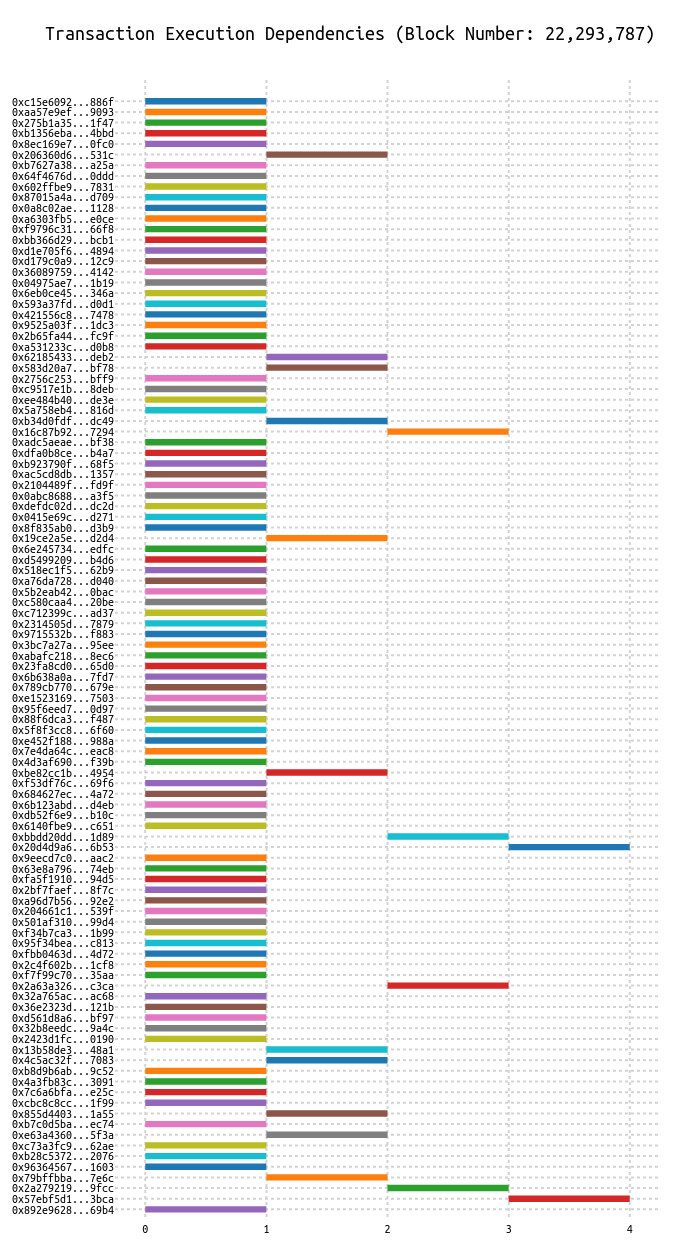 Transaction Execution Dependencies (Block Number: 22,293,787)
0xc15e6092...886f
0xaa57e9ef...9093
0x275b1a35...1f47
0xb1356eba...4bbd
0x8ec169e7...0fc0
0x206360d6...531c
0xb7627a38...a25a
0x64f4676d...0ddd
0x602ffbe9...7831
0x87015a4a...d709
0x0a8c02ae...1128
0xa6303fb5...e0ce
0xf9796c31...66f8
0xbb366d29...bcb1
0xd1e705f6...4894
0xd179c0a9...12c9
0x36089759...4142
0x04975ae7...1b19
0x6eb0ce45...346a
0x593a37fd...d0d1
0x421556c8...7478
0x9525a03f...1dc3
0x2b65fa44...fc9f
0xa531233c...d0b8
0x62185433...deb2
0x583d20a7...bf78
0x2756c253...bff9
0xc9517e1b...8deb
0xee484b40...de3e
0x5a758eb4...816d
0xb34d0fdf...dc49
0x16c87b92...7294
0xadc5aeae...bf38
0xdfa0b8ce...b4a7
0xb923790f...68f5
0xac5cd8db...1357
0x2104489f...fd9f
0x0abc8688...a3f5
0xdefdc02d...dc2d
0x0415e69c...d271
0x8f835ab0...d3b9
0x19ce2a5e...d2d4
0x6e245734...edfc
0xd5499209...b4d6
0x518ec1f5...62b9
0xa76da728...d040
0x5b2eab42...0bac
0xc580caa4...20be
0xc712399c...ad37
0x2314505d...7879
0x9715532b...f883
0x3bc7a27a...95ee
0xabafc218...8ec6
0x23fa8cd0...65d0
0x6b638a0a...7fd7
0x789cb770...679e
0xe1523169...7503
0x95f6eed7...0d97
0x88f6dca3...f487
0x5f8f3cc8...6f60
0xe452f188...988a
0x7e4da64c...eac8
0x4d3af690...f39b
0xbe82cc1b...4954
0xf53df76c...69f6
0x684627ec...4a72
0x6b123abd...d4eb
0xdb52f6e9...b10c
0x6140fbe9...c651
0xbbdd20dd...1d89
0x20d4d9a6...6b53
0x9eecd7c0...aac2
0x63e8a796...74eb
0xfa5f1910...94d5
0x2bf7faef...8f7c
0xa96d7b56...92e2
0x204661c1...539f
0x501af310...99d4
0xf34b7ca3...1b99
0x95f34bea...c813
0xfbb0463d...4d72
0x2c4f602b...1cf8
0xf7f99c70...35aa
0x2a63a326...c3ca
0x32a765ac...ac68
0x36e2323d...121b
0xd561d8a6...bf97
0x32b8eedc...9a4c
0x2423d1fc...0190
0x13b58de3...48a1
0x4c5ac32f...7083
0xb8d9b6ab...9c52
0x4a3fb83c...3091
0x7c6a6bfa...e25c
0xcbc8c8cc...1f99
0x855d4403...1a55
0xb7c0d5ba...ec74
0xe63a4360...5f3a
0xc73a3fc9...62ae
0xb28c5372...2076
0x96364567...1603
0x79bffbba...7e6c
0x2a279219...9fcc
0x57ebf5d1...3bca
0x892e9628...69b4
0 1 2 3 4